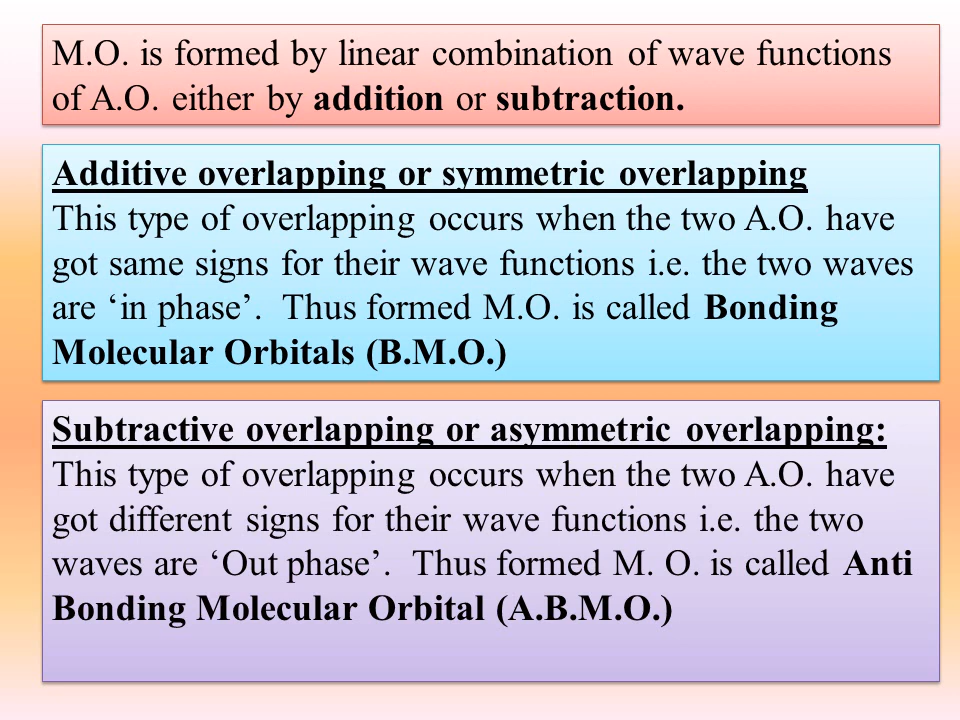 M.O. is formed by linear combination of wave functions
of A.O. either by addition or subtraction.
Additive overlapping or symmetric overlapping
This type of overlapping occurs when the two A.O. have
got same signs for their wave functions i.e. the two waves
are ‘in phase’. Thus formed M.O. is called Bonding
Molecular Orbitals (B.M.O.)
Subtractive overlapping or asymmetric overlapping:
This type of overlapping occurs when the two A.O. have
got different signs for their wave functions i.e. the two
waves are ‘Out phase’. Thus formed M. O. is called Anti
Bonding Molecular Orbital (A.B.M.O.)